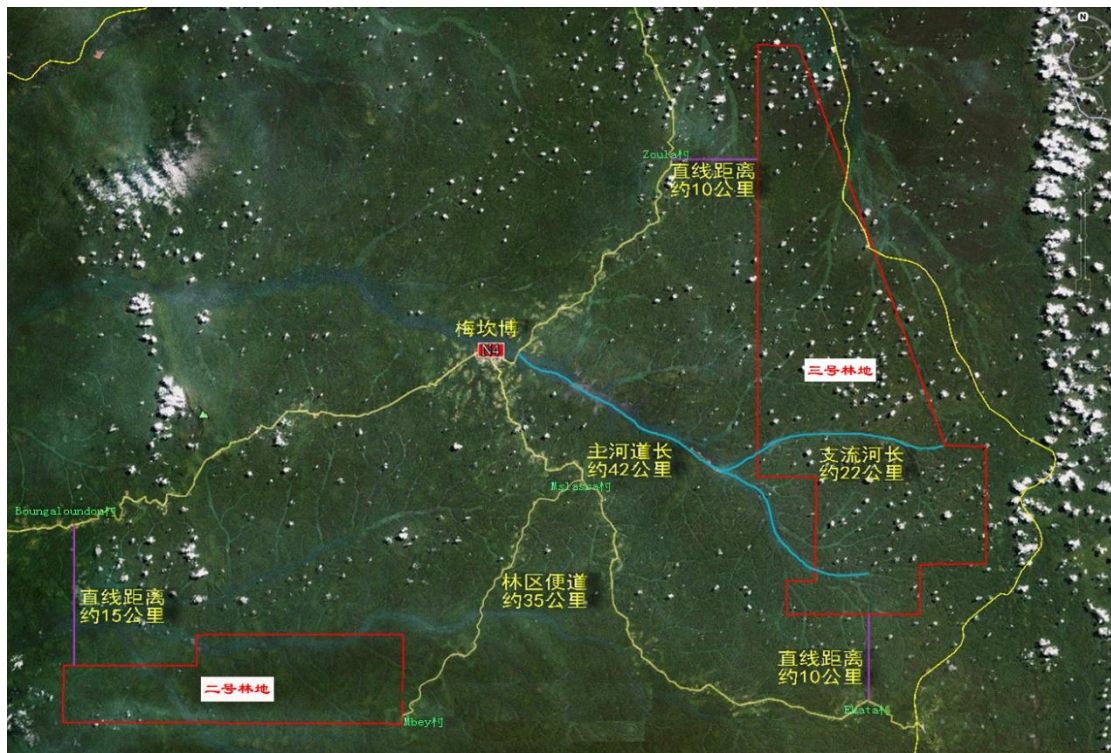 N
Zoula村
直线距离
约10公里
梅坎博
N4
三号林地
主河道长
约42公里
支流河长
约22公里
Mslassa村
Boungaloundou村
林区便道
约35公里
直线距离
约15公里
直线距离
约10公里
二号林地
Mbey村
Ekata村